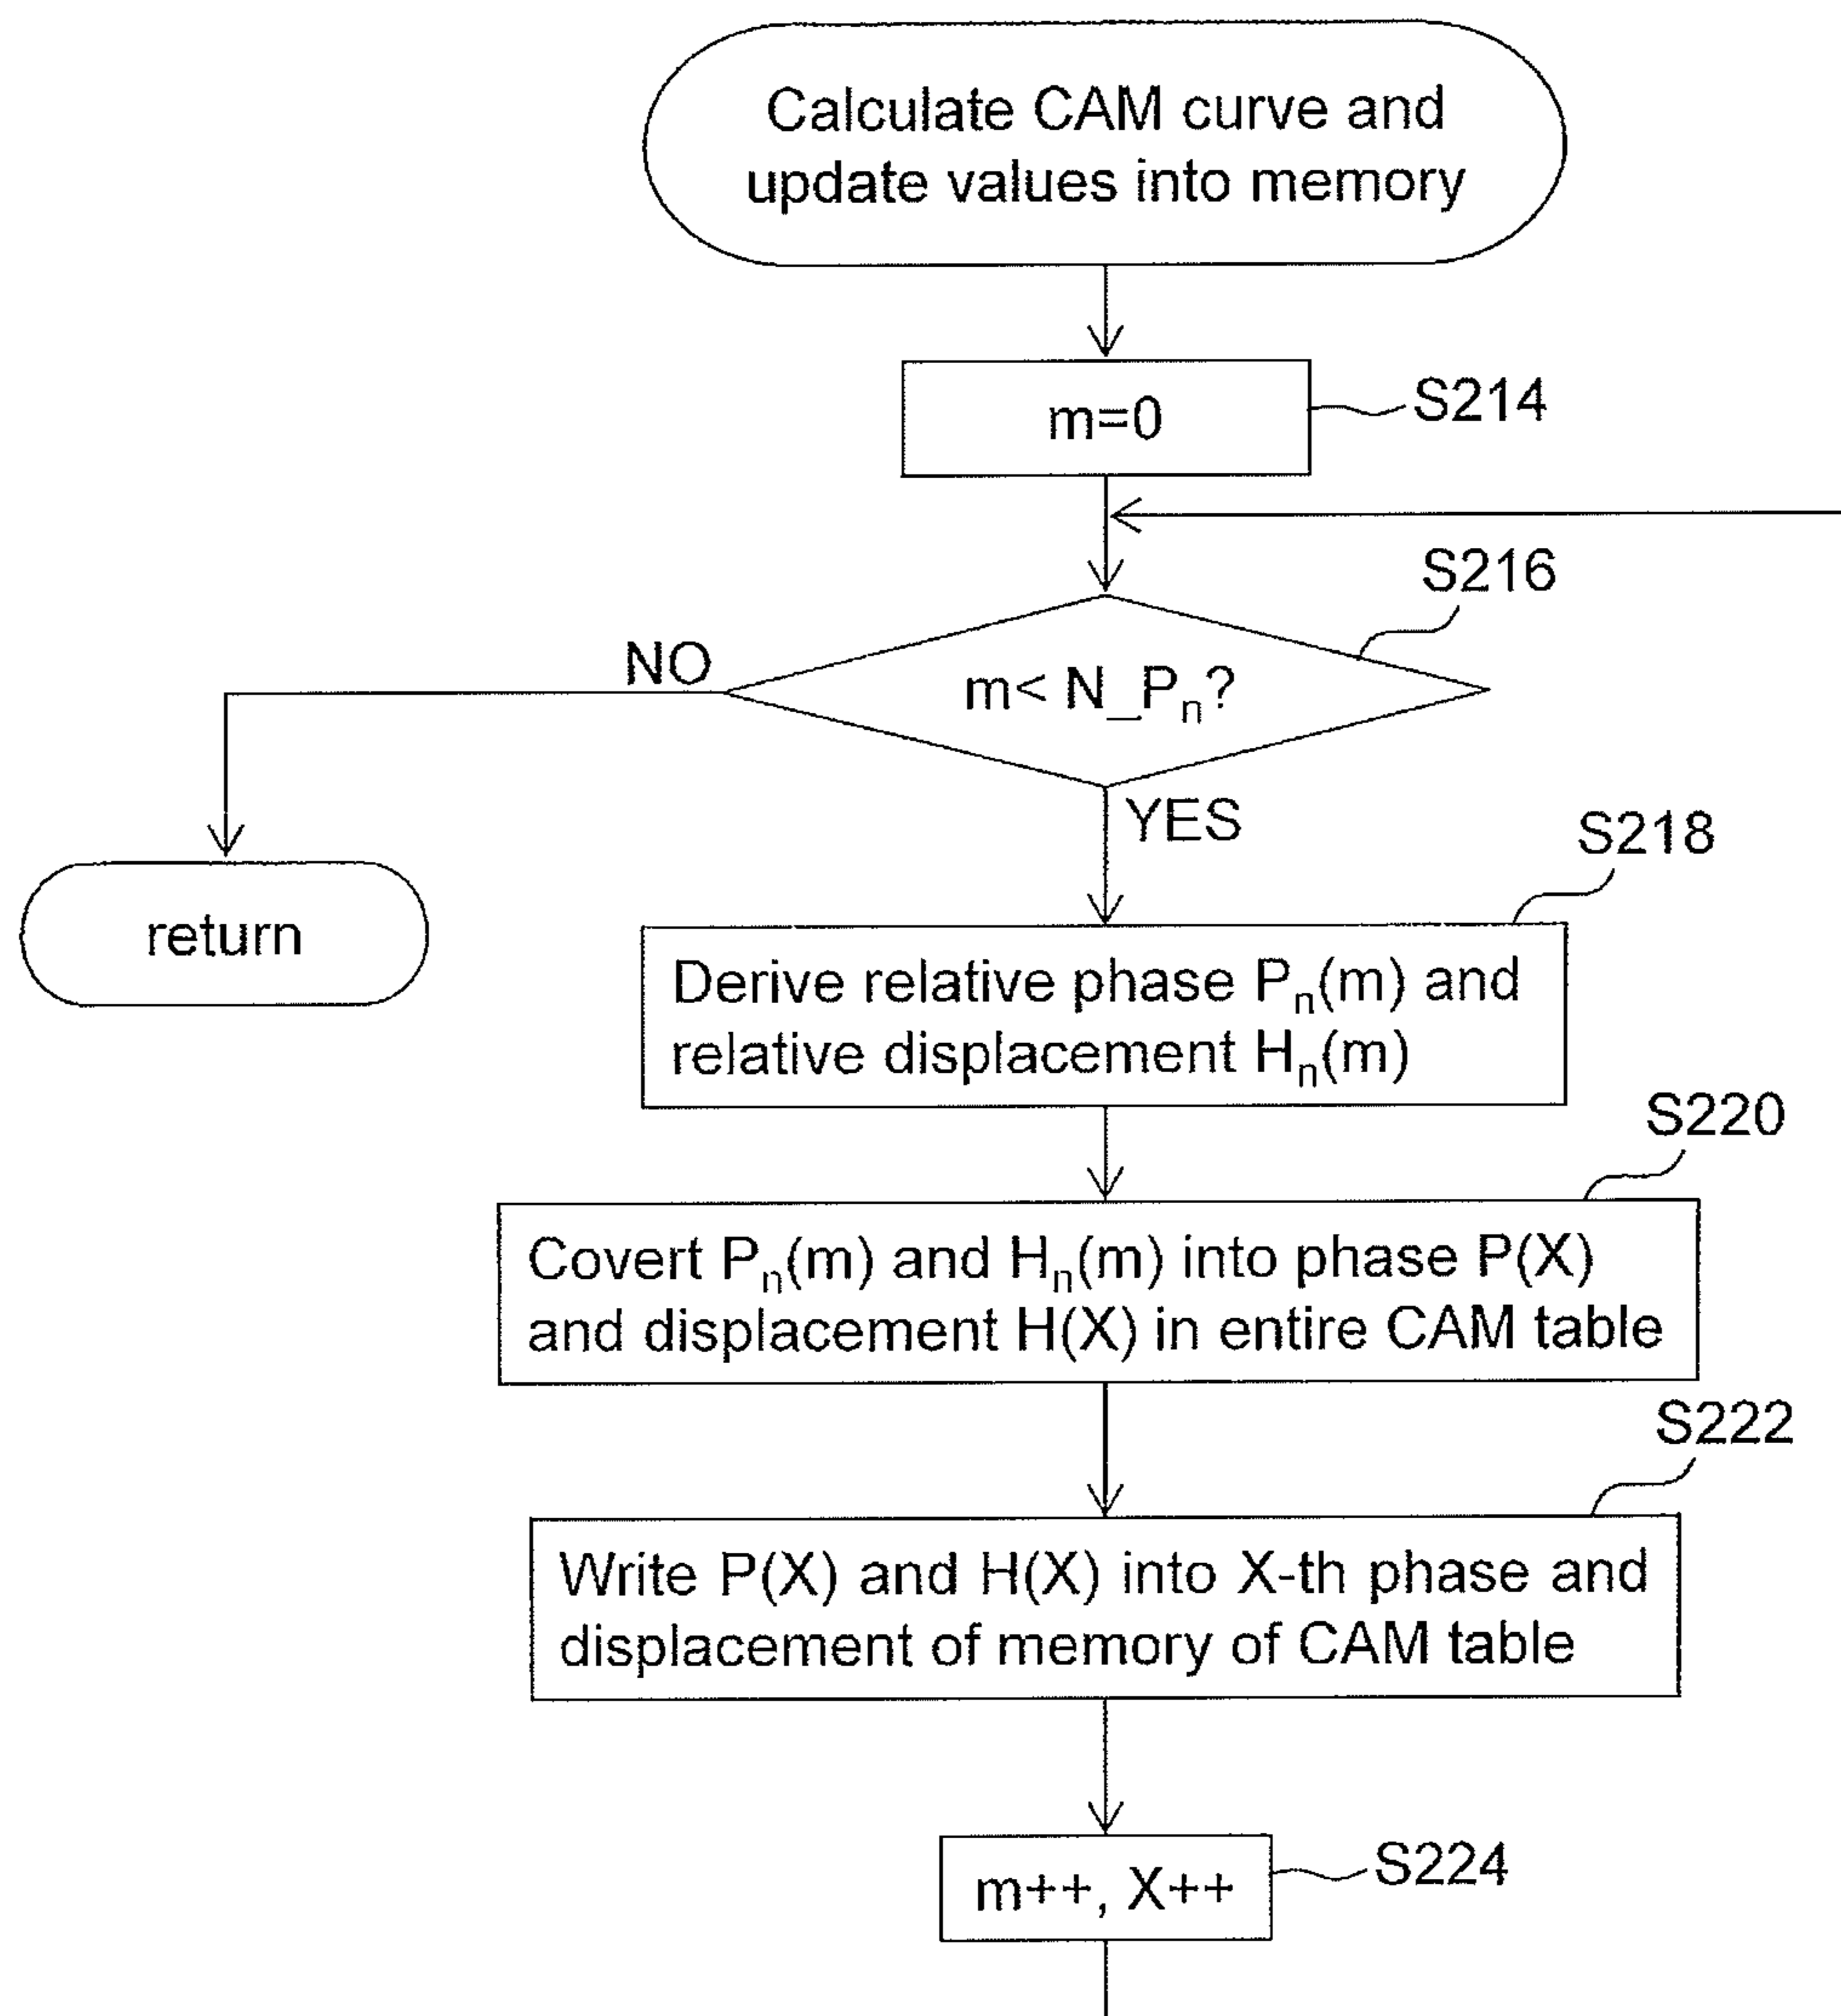 Calculate CAM curve and
update values into memory
m=0
S214
S216
NO
m< N_Pₙ?
YES
S218
return
Derive relative phase Pₙ(m) and
relative displacement Hₙ(m)
S220
Covert Pₙ(m) and Hₙ(m) into phase P(X)
and displacement H(X) in entire CAM table
S222
Write P(X) and H(X) into X-th phase and
displacement of memory of CAM table
m++, X++
S224